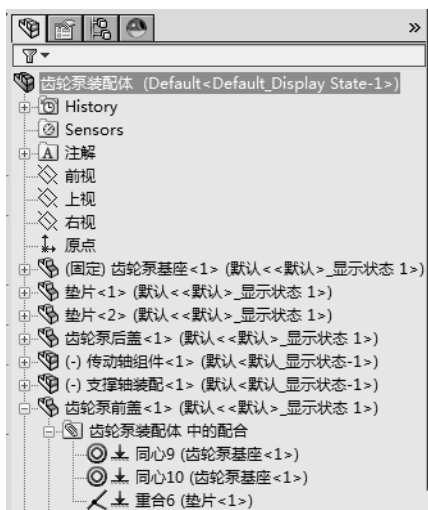 齿轮泵装配体 (Default<Default_Display State-1>)
History
Sensors
A 注解
前视
上视
右视
原点
(固定) 齿轮泵基座<1> (默认<<默认>_显示状态 1>)
垫片<1> (默认<<默认>_显示状态 1>)
垫片<2> (默认<<默认>_显示状态 1>)
齿轮泵后盖<1> (默认<<默认>_显示状态 1>)
(-) 传动轴组件<1> (默认<默认_显示状态-1>)
(-) 支撑轴装配<1> (默认<默认_显示状态-1>)
齿轮泵前盖<1> (默认<<默认>_显示状态 1>)
齿轮泵装配体 中的配合
同心9 (齿轮泵基座<1>)
同心10 (齿轮泵基座<1>)
重合6 (垫片<1>)